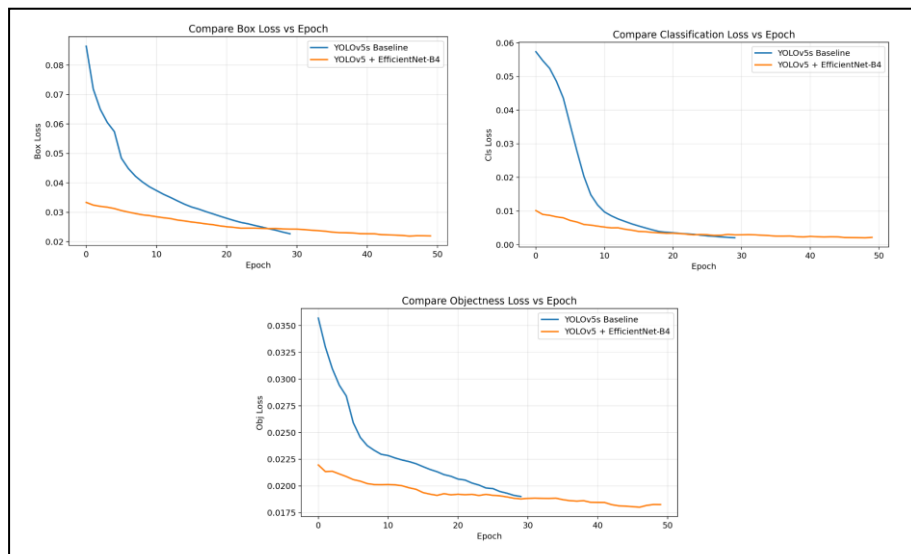 Compare Box Loss vs Epoch
YOLOv5s Baseline
YOLOv5 + EfficientNet-B4
0.08
0.07
0.06
0.05
0.04
0.03
0.02
Box Loss
0 10 20 30 40 50
Epoch
Compare Classification Loss vs Epoch
YOLOv5s Baseline
YOLOv5 + EfficientNet-B4
0.06
0.05
0.04
0.03
0.02
0.01
0.00
Cls Loss
0 10 20 30 40 50
Epoch
Compare Objectness Loss vs Epoch
YOLOv5s Baseline
YOLOv5 + EfficientNet-B4
0.0350
0.0325
0.0300
0.0275
0.0250
0.0225
0.0200
0.0175
Obj Loss
0 10 20 30 40 50
Epoch